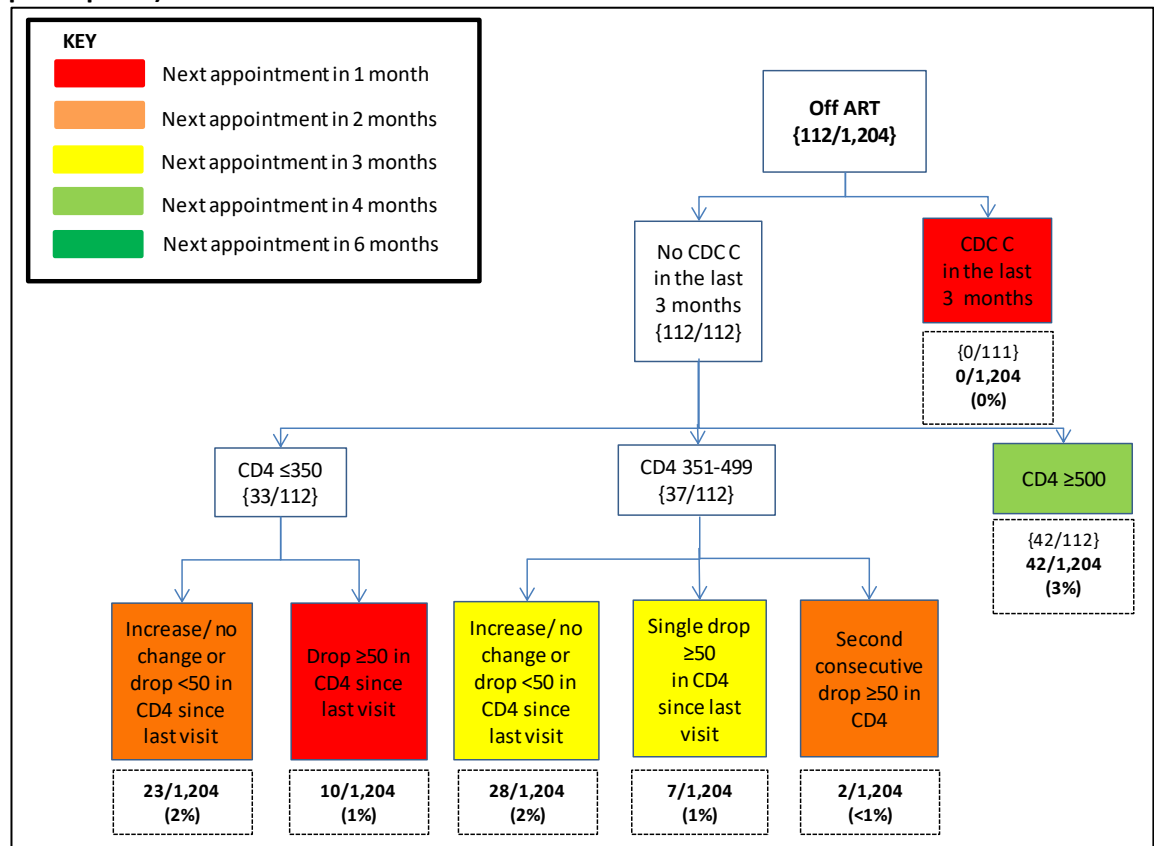 KEY
Next appointment in 1 month
Next appointment in 2 months
Next appointment in 3 months
Next appointment in 4 months
Next appointment in 6 months
Off ART
{112/1,204}
No CDC C
in the last
3 months
{112/112}
CDC C
in the last
3 months
{0/111}
0/1,204
(0%)
CD4 ≤350
{33/112}
CD4 351-499
{37/112}
CD4 ≥500
{42/112}
42/1,204
(3%)
Increase/ no
change or
drop <50 in
CD4 since
last visit
Drop ≥50 in
CD4 since
last visit
Increase/ no
change or
drop <50 in
CD4 since
last visit
Single drop
≥50
in CD4
since last
visit
Second
consecutive
drop ≥50 in
CD4
23/1,204
(2%)
10/1,204
(1%)
28/1,204
(2%)
7/1,204
(1%)
2/1,204
(<1%)